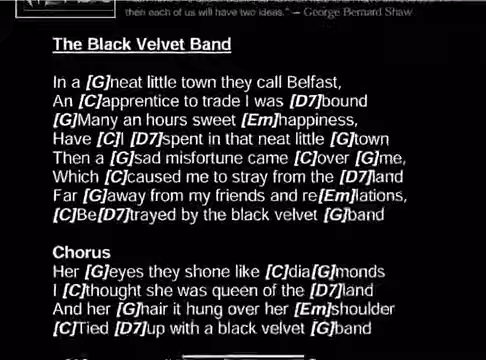 then each of us will have two ideas." – George Bernard Shaw
The Black Velvet Band
In a [G]neat little town they call Belfast,
An [C]apprentice to trade I was [D7]bound
[G]Many an hours sweet [Em]happiness,
Have [C]I [D7]spent in that neat little [G]town
Then a [G]sad misfortune came [C]over [G]me,
Which [C]caused me to stray from the [D7]land
Far [G]away from my friends and re[Em]lations,
[C]Be[D7]trayed by the black velvet [G]band
Chorus
Her [G]eyes they shone like [C]dia[G]monds
I [C]thought she was queen of the [D7]land
And her [G]hair it hung over her [Em]shoulder
[C]Tied [D7]up with a black velvet [G]band